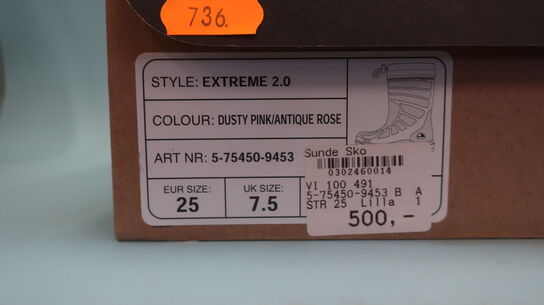 736.
STYLE: EXTREME 2.0
COLOUR: DUSTY PINK/ANTIQUE ROSE
ART NR: 5-75450-9453
EUR SIZE: UK SIZE:
25 7.5
Sunde Sko
0302460014
VI 100 491
5-75450-9453 B A
STR 25 Lilla 1
500,-